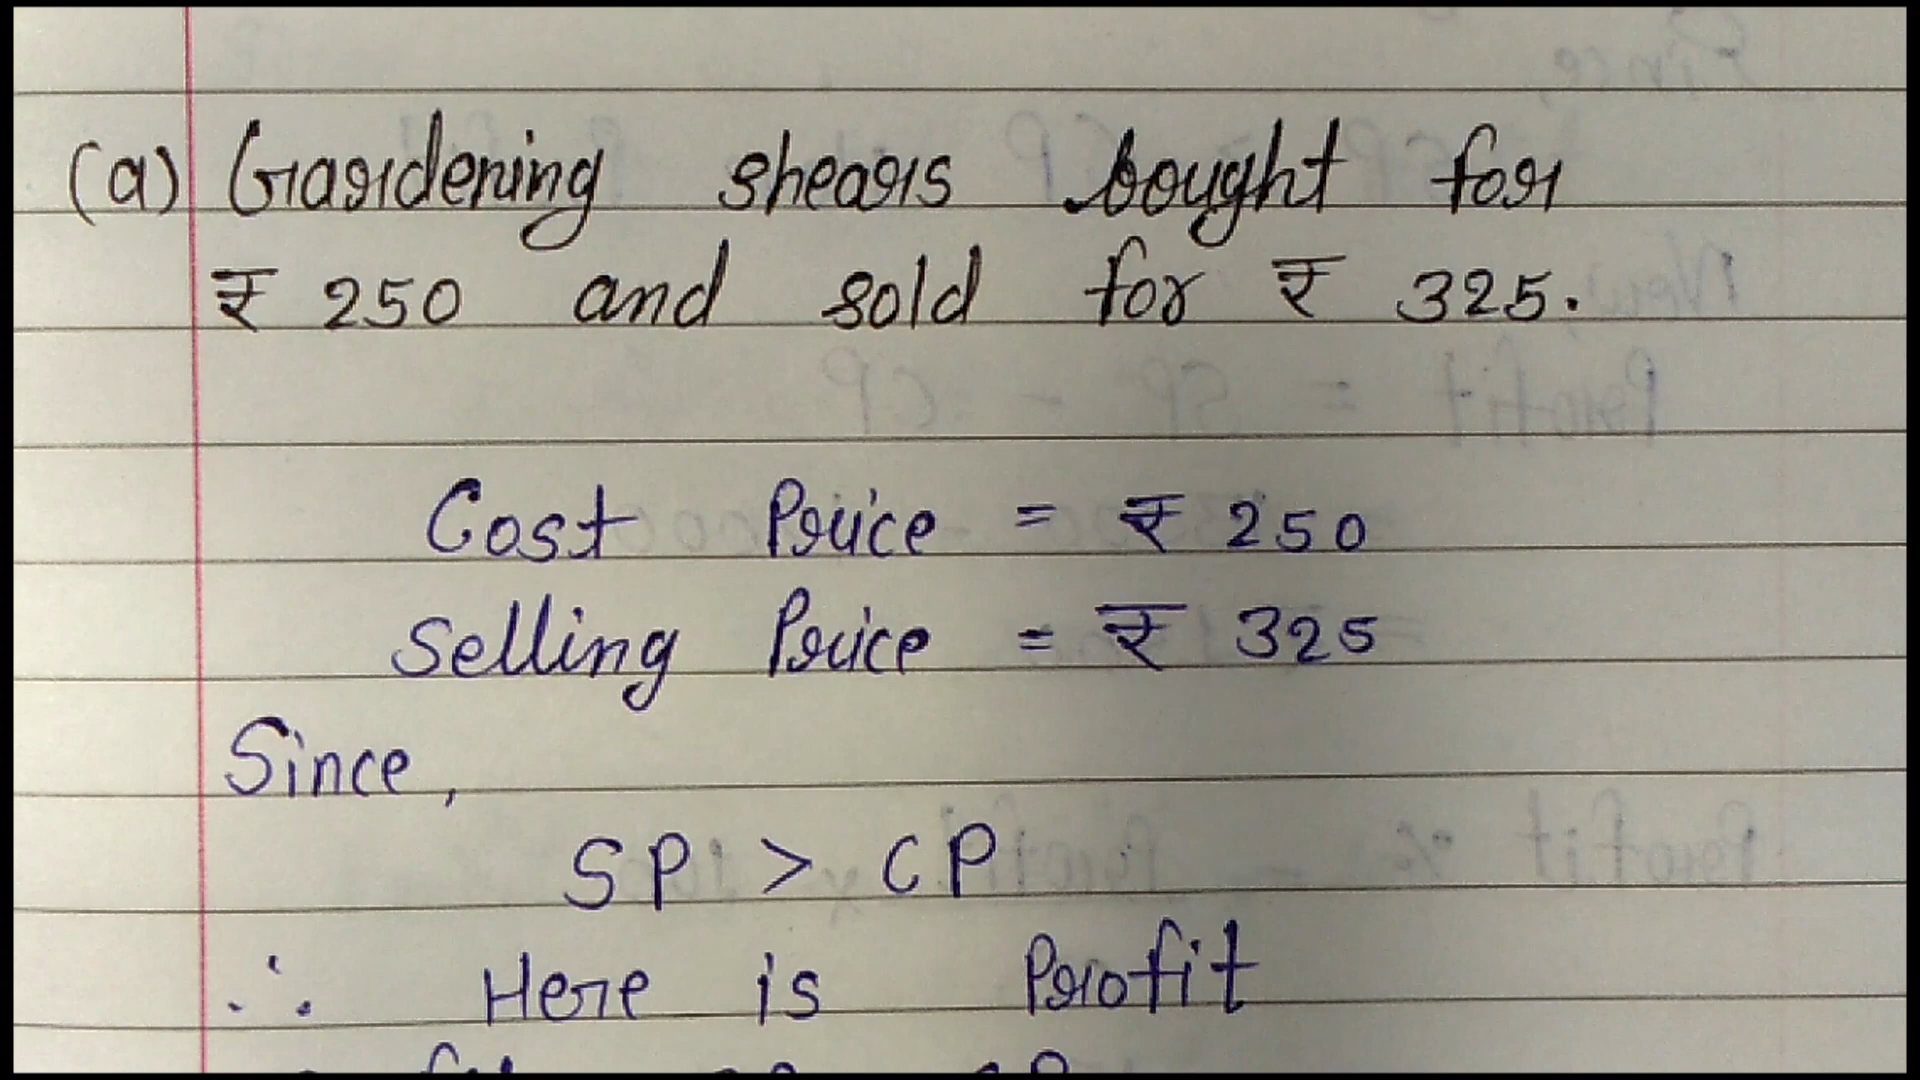 (a) Gardening shears bought for
₹ 250 and sold for ₹ 325.
Cost Price = ₹ 250
Selling Price = ₹ 325
Since,
SP > CP
∴ Here is Profit